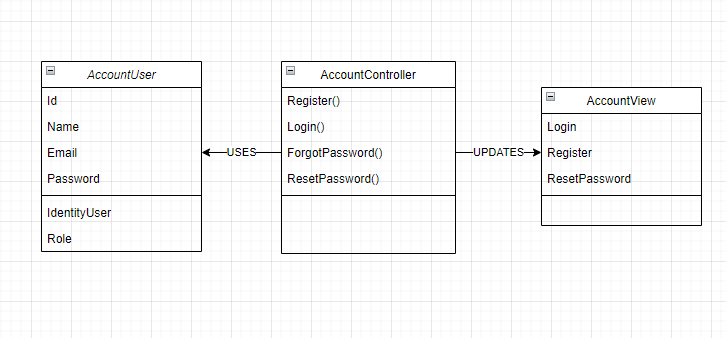 AccountUser
Id
Name
Email
Password
IdentityUser
Role
USES
AccountController
Register()
Login()
ForgotPassword()
ResetPassword()
UPDATES
AccountView
Login
Register
ResetPassword